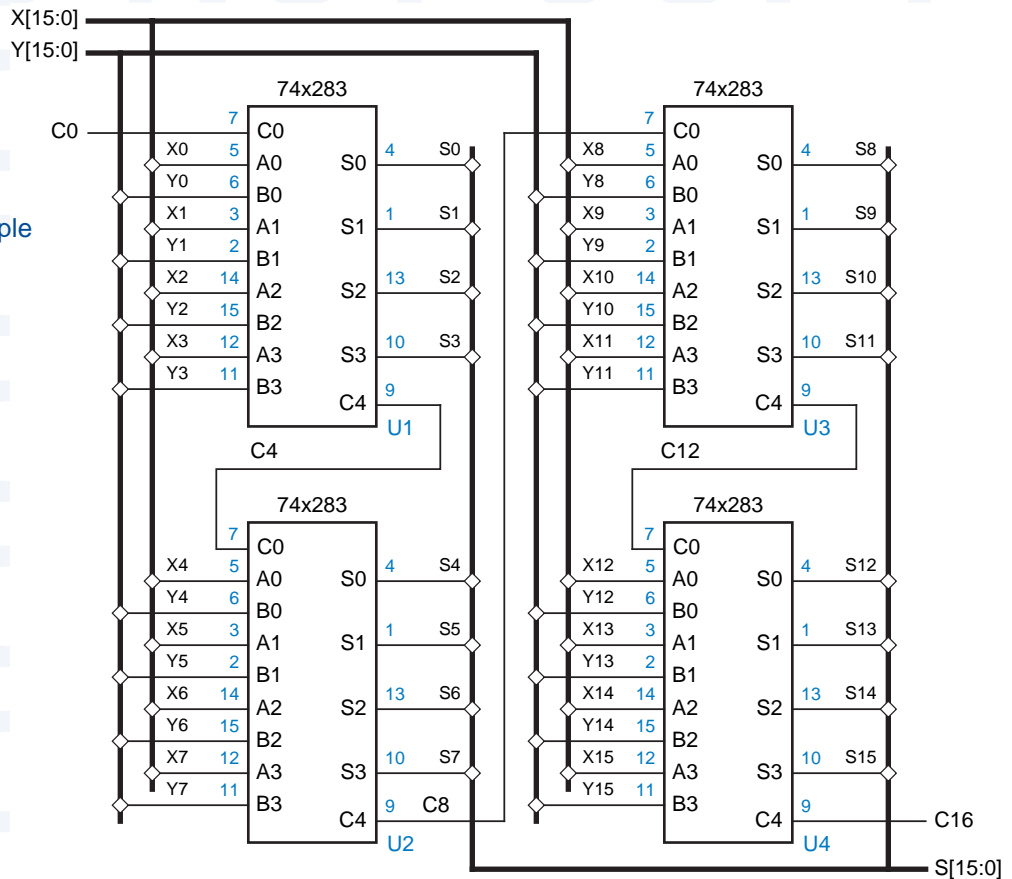 X[15:0]
Y[15:0]
74x283
C0
7 C0
X0 5 A0 S0 4 S0
Y0 6 B0
X1 3 A1 S1 1 S1
Y1 2 B1
X2 14 A2 S2 13 S2
Y2 15 B2
X3 12 A3 S3 10 S3
Y3 11 B3
C4 9
U1
C4
74x283
7 C0
X4 5 A0 S0 4 S4
Y4 6 B0
X5 3 A1 S1 1 S5
Y5 2 B1
X6 14 A2 S2 13 S6
Y6 15 B2
X7 12 A3 S3 10 S7
Y7 11 B3
C4 9 C8
U2
74x283
7 C0
X8 5 A0 S0 4 S8
Y8 6 B0
X9 3 A1 S1 1 S9
Y9 2 B1
X10 14 A2 S2 13 S10
Y10 15 B2
X11 12 A3 S3 10 S11
Y11 11 B3
C4 9
U3
C12
74x283
7 C0
X12 5 A0 S0 4 S12
Y12 6 B0
X13 3 A1 S1 1 S13
Y13 2 B1
X14 14 A2 S2 13 S14
Y14 15 B2
X15 12 A3 S3 10 S15
Y15 11 B3
C4 9 C16
U4
S[15:0]
ple